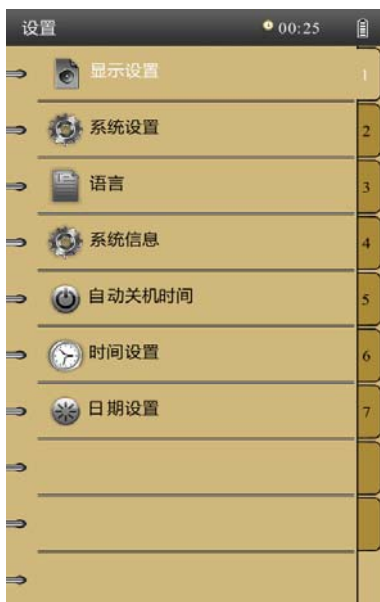 设置 00:25
显示设置 1
系统设置 2
语言 3
系统信息 4
自动关机时间 5
时间设置 6
日期设置 7